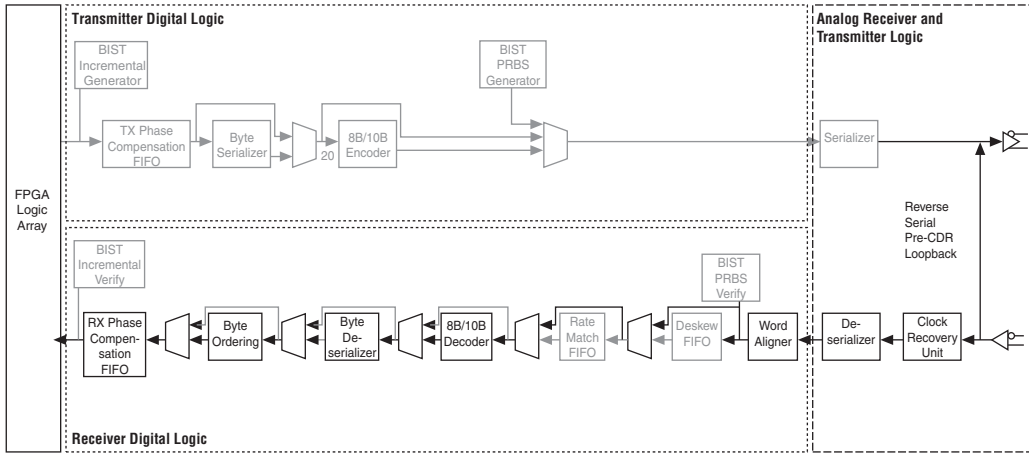 Transmitter Digital Logic
Analog Receiver and
Transmitter Logic
BIST
Incremental
Generator
BIST
PRBS
Generator
TX Phase
Compensation
FIFO
Byte
Serializer
20
8B/10B
Encoder
Serializer
FPGA
Logic
Array
Reverse
Serial
Pre-CDR
Loopback
BIST
Incremental
Verify
BIST
PRBS
Verify
RX Phase
Compen-
sation
FIFO
Byte
Ordering
Byte
De-
serializer
8B/10B
Decoder
Rate
Match
FIFO
Deskew
FIFO
Word
Aligner
De-
serializer
Clock
Recovery
Unit
Receiver Digital Logic